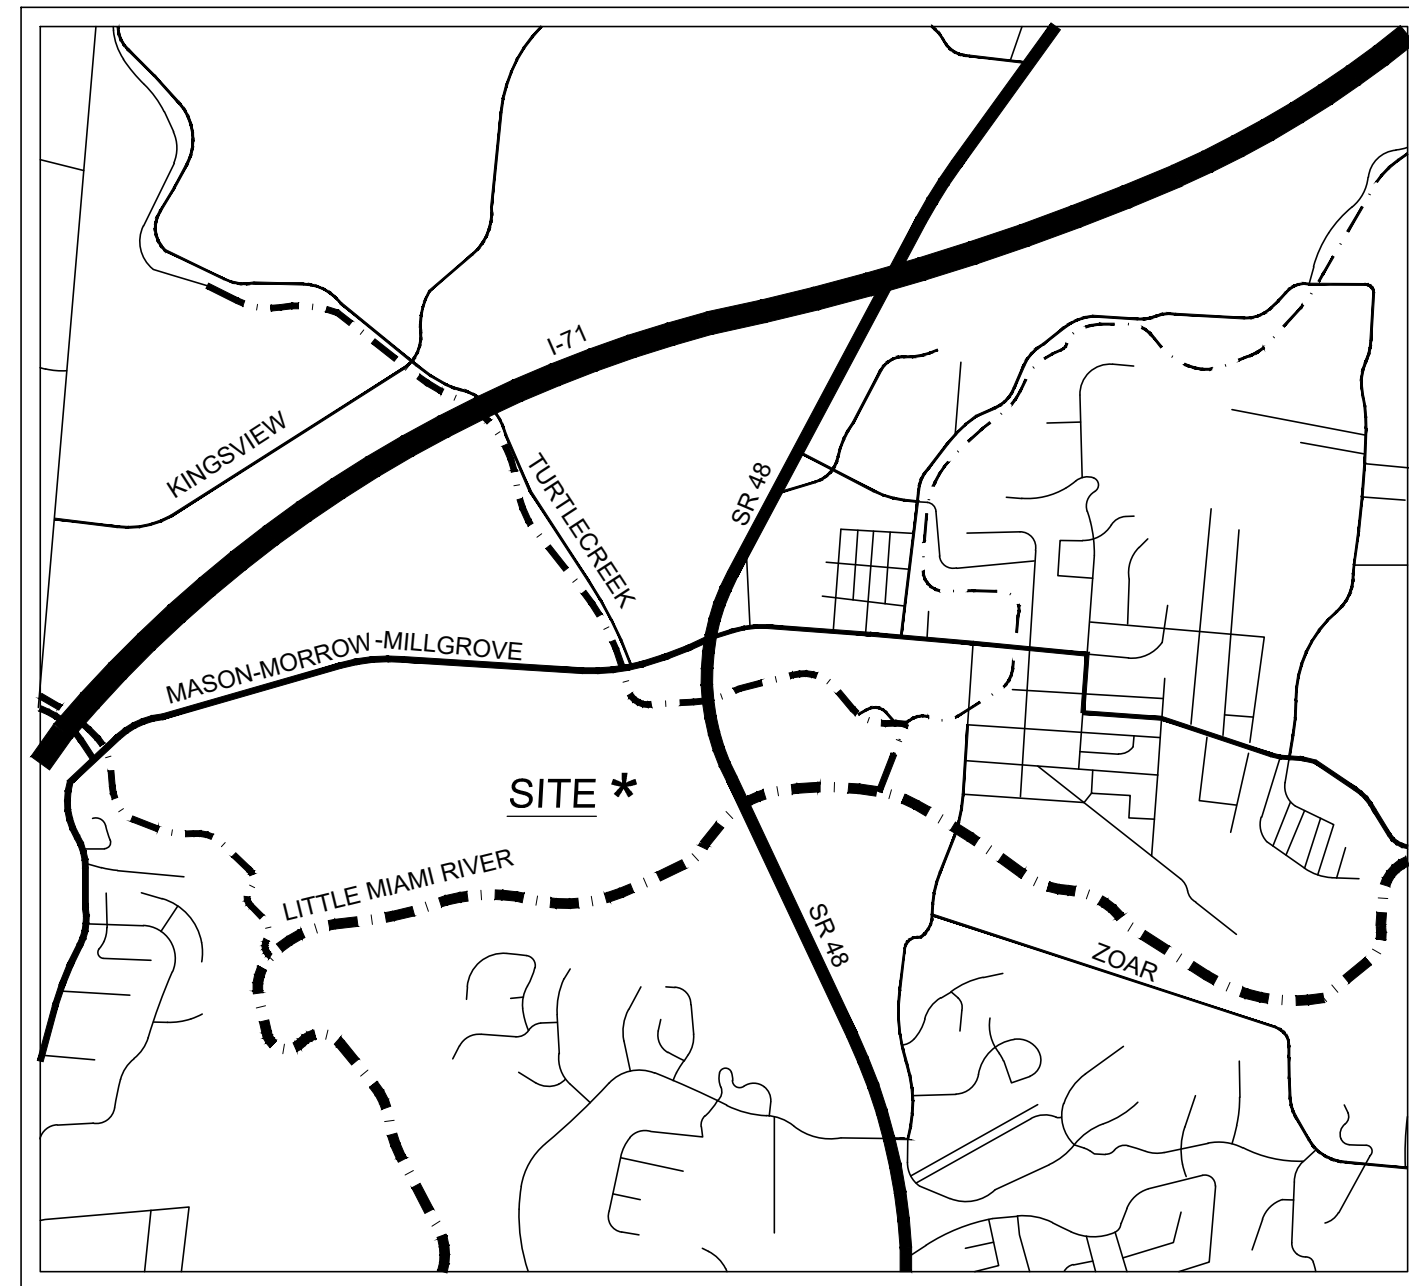 I-71
KINGSVIEW
TURTLECREEK
SR 48
MASON-MORROW-MILLGROVE
SITE *
LITTLE MIAMI RIVER
SR 48
ZOAR